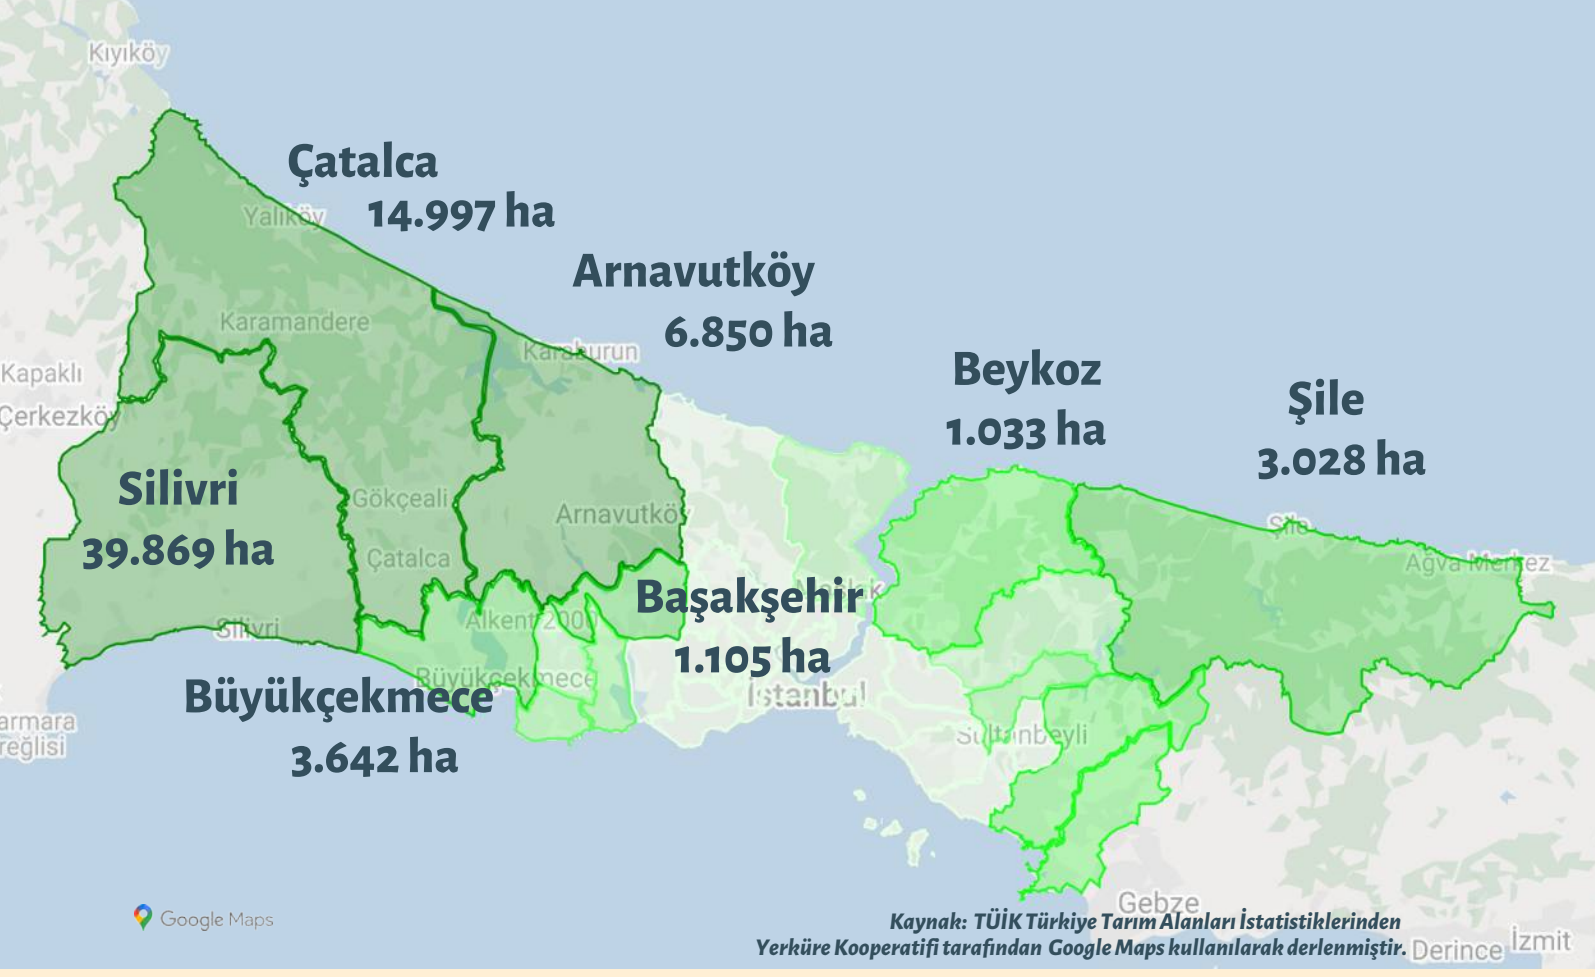 Kıyıköy
Çatalca
14.997 ha
Yalıköy
Arnavutköy
6.850 ha
Karamandere
Karaburun
Beykoz
1.033 ha
Şile
3.028 ha
Kapaklı
Çerkezköy
Silivri
39.869 ha
Gökçeali
Arnavutköy
Şile
Çatalca
Ağva Merkez
Başakşehir
1.105 ha
Silivri
Alkent 2000
Büyükçekmece
Büyükçekmece
3.642 ha
İstanbul
armara
reğlisi
Sultanbeyli
Google Maps
Gebze
Kaynak: TÜİK Türkiye Tarım Alanları İstatistiklerinden
Yerküre Kooperatifi tarafından Google Maps kullanılarak derlenmiştir.
Derince
İzmit